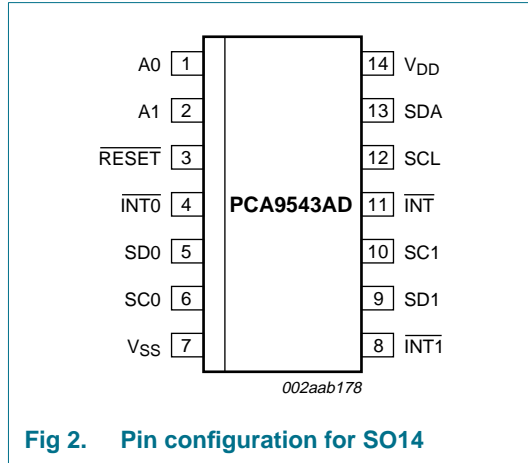 A0 1 14 VDD
A1 2 13 SDA
RESET 3 12 SCL
INT0 4 PCA9543AD 11 INT
SD0 5 10 SC1
SC0 6 9 SD1
VSS 7 8 INT1
002aab178
Fig 2. Pin configuration for SO14